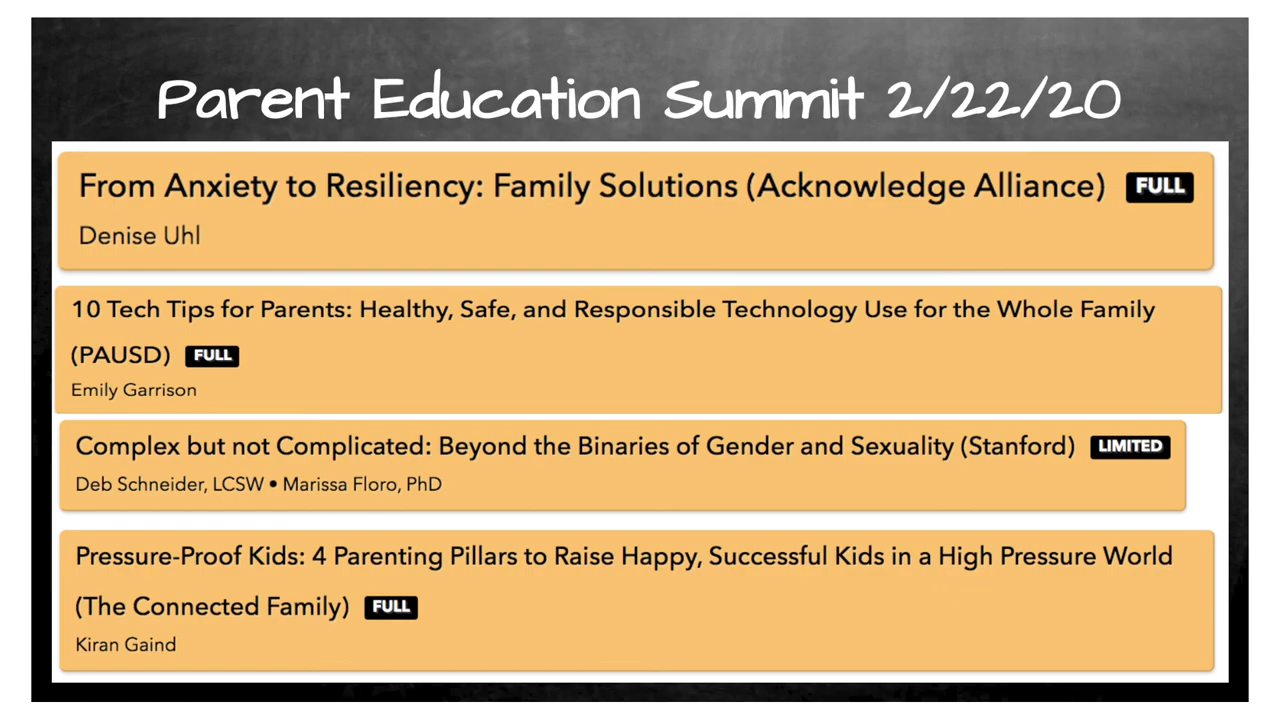 Parent Education Summit 2/22/20
From Anxiety to Resiliency: Family Solutions (Acknowledge Alliance) FULL
Denise Uhl
10 Tech Tips for Parents: Healthy, Safe, and Responsible Technology Use for the Whole Family
(PAUSD) FULL
Emily Garrison
Complex but not Complicated: Beyond the Binaries of Gender and Sexuality (Stanford) LIMITED
Deb Schneider, LCSW • Marissa Floro, PhD
Pressure-Proof Kids: 4 Parenting Pillars to Raise Happy, Successful Kids in a High Pressure World
(The Connected Family) FULL
Kiran Gaind